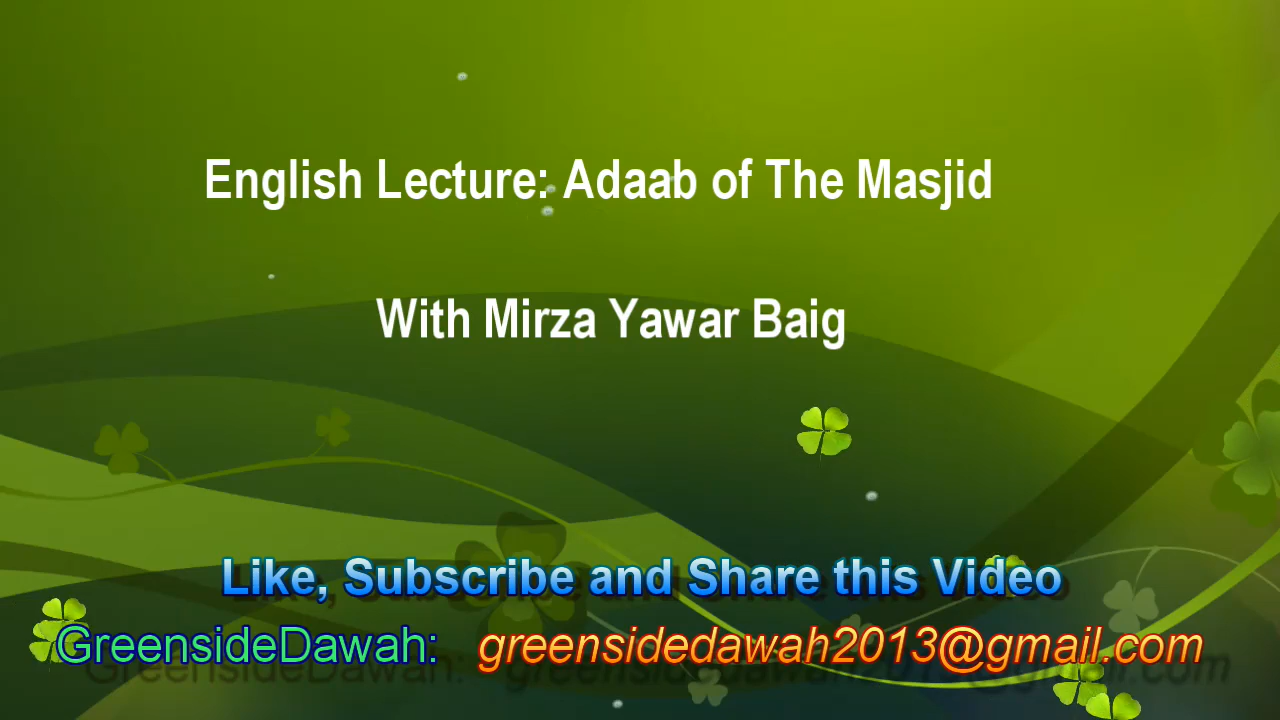 English Lecture: Adaab of The Masjid
With Mirza Yawar Baig
Like, Subscribe and Share this Video
GreensideDawah: greensidedawah2013@gmail.com